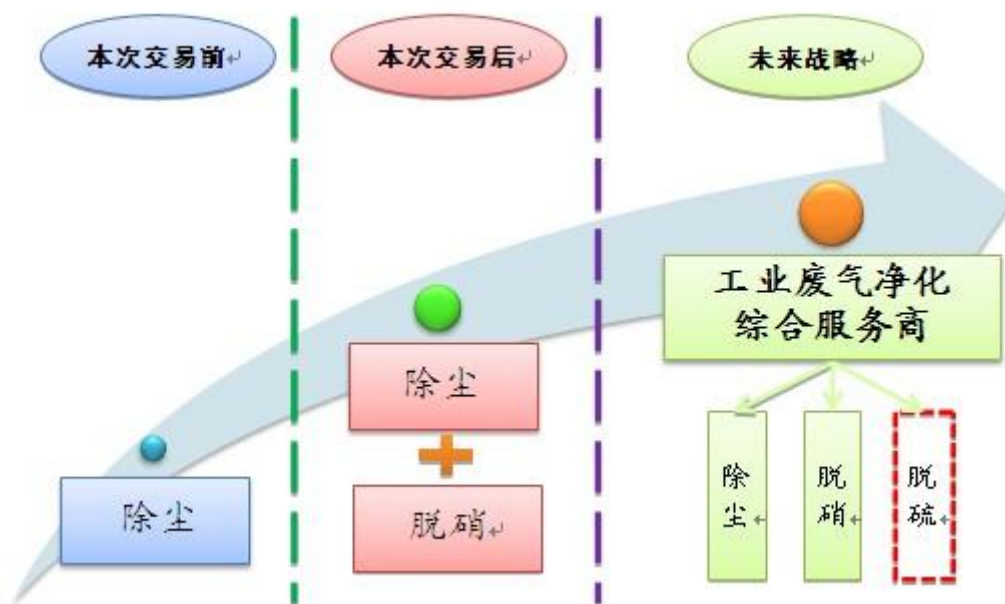 本次交易前
本次交易后
未来战略
工业废气净化
综合服务商
除尘
脱硝
除尘
除尘
脱硝
脱硫